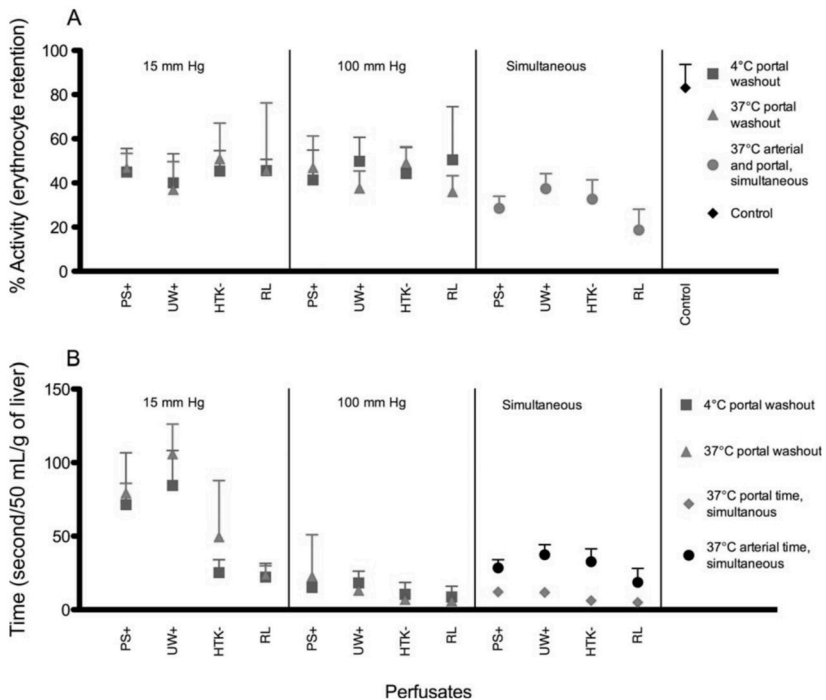 A
% Activity (erythrocyte retention)
100
80
60
40
20
0
15 mm Hg
100 mm Hg
Simultaneous
4°C portal
washout
37°C portal
washout
37°C arterial
and portal,
simultaneous
Control
PS+
UW+
HTK-
RL
PS+
UW+
HTK-
RL
PS+
UW+
HTK-
RL
Control
B
Time (second/50 mL/g of liver)
150
100
50
0
15 mm Hg
100 mm Hg
Simultaneous
4°C portal washout
37°C portal washout
37°C portal time,
simultanous
37°C arterial time,
simultaneous
PS+
UW+
HTK-
RL
PS+
UW+
HTK-
RL
PS+
UW+
HTK-
RL
Perfusates